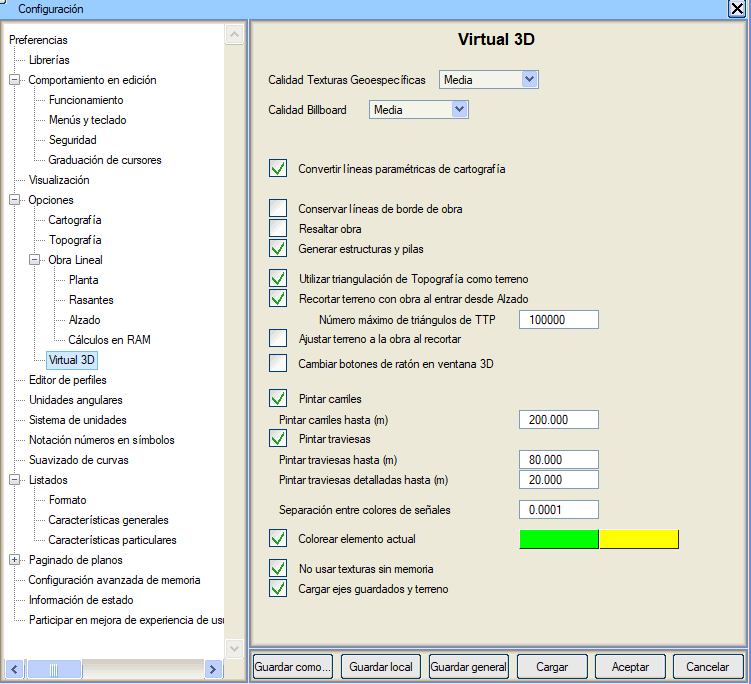 Configuración
Preferencias
Librerías
Comportamiento en edición
Funcionamiento
Menús y teclado
Seguridad
Graduación de cursores
Visualización
Opciones
Cartografía
Topografía
Obra Lineal
Planta
Rasantes
Alzado
Cálculos en RAM
Virtual 3D
Editor de perfiles
Unidades angulares
Sistema de unidades
Notación números en símbolos
Suavizado de curvas
Listados
Formato
Características generales
Características particulares
Paginado de planos
Configuración avanzada de memoria
Información de estado
Participar en mejora de experiencia de usu
Virtual 3D
Calidad Texturas Geoespecíficas Media
Calidad Billboard Media
Convertir líneas paramétricas de cartografía
Conservar líneas de borde de obra
Resaltar obra
Generar estructuras y pilas
Utilizar triangulación de Topografía como terreno
Recortar terreno con obra al entrar desde Alzado
Número máximo de triángulos de TTP 100000
Ajustar terreno a la obra al recortar
Cambiar botones de ratón en ventana 3D
Pintar carriles
Pintar carriles hasta (m) 200.000
Pintar traviesas
Pintar traviesas hasta (m) 80.000
Pintar traviesas detalladas hasta (m) 20.000
Separación entre colores de señales 0.0001
Colorear elemento actual
No usar texturas sin memoria
Cargar ejes guardados y terreno
Guardar como... Guardar local Guardar general Cargar Aceptar Cancelar